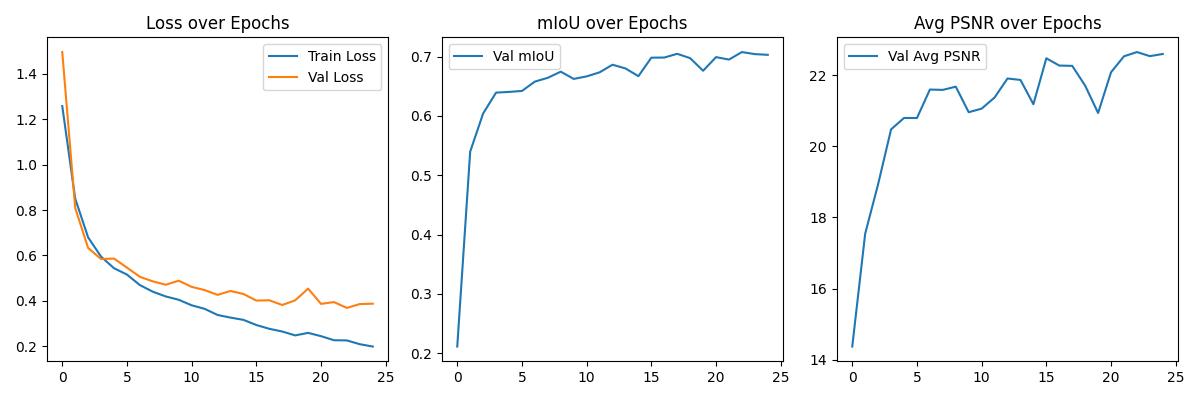 Loss over Epochs
Train Loss
Val Loss
1.4
1.2
1.0
0.8
0.6
0.4
0.2
0 5 10 15 20 25
mIoU over Epochs
Val mIoU
0.7
0.6
0.5
0.4
0.3
0.2
0 5 10 15 20 25
Avg PSNR over Epochs
Val Avg PSNR
22
20
18
16
14
0 5 10 15 20 25